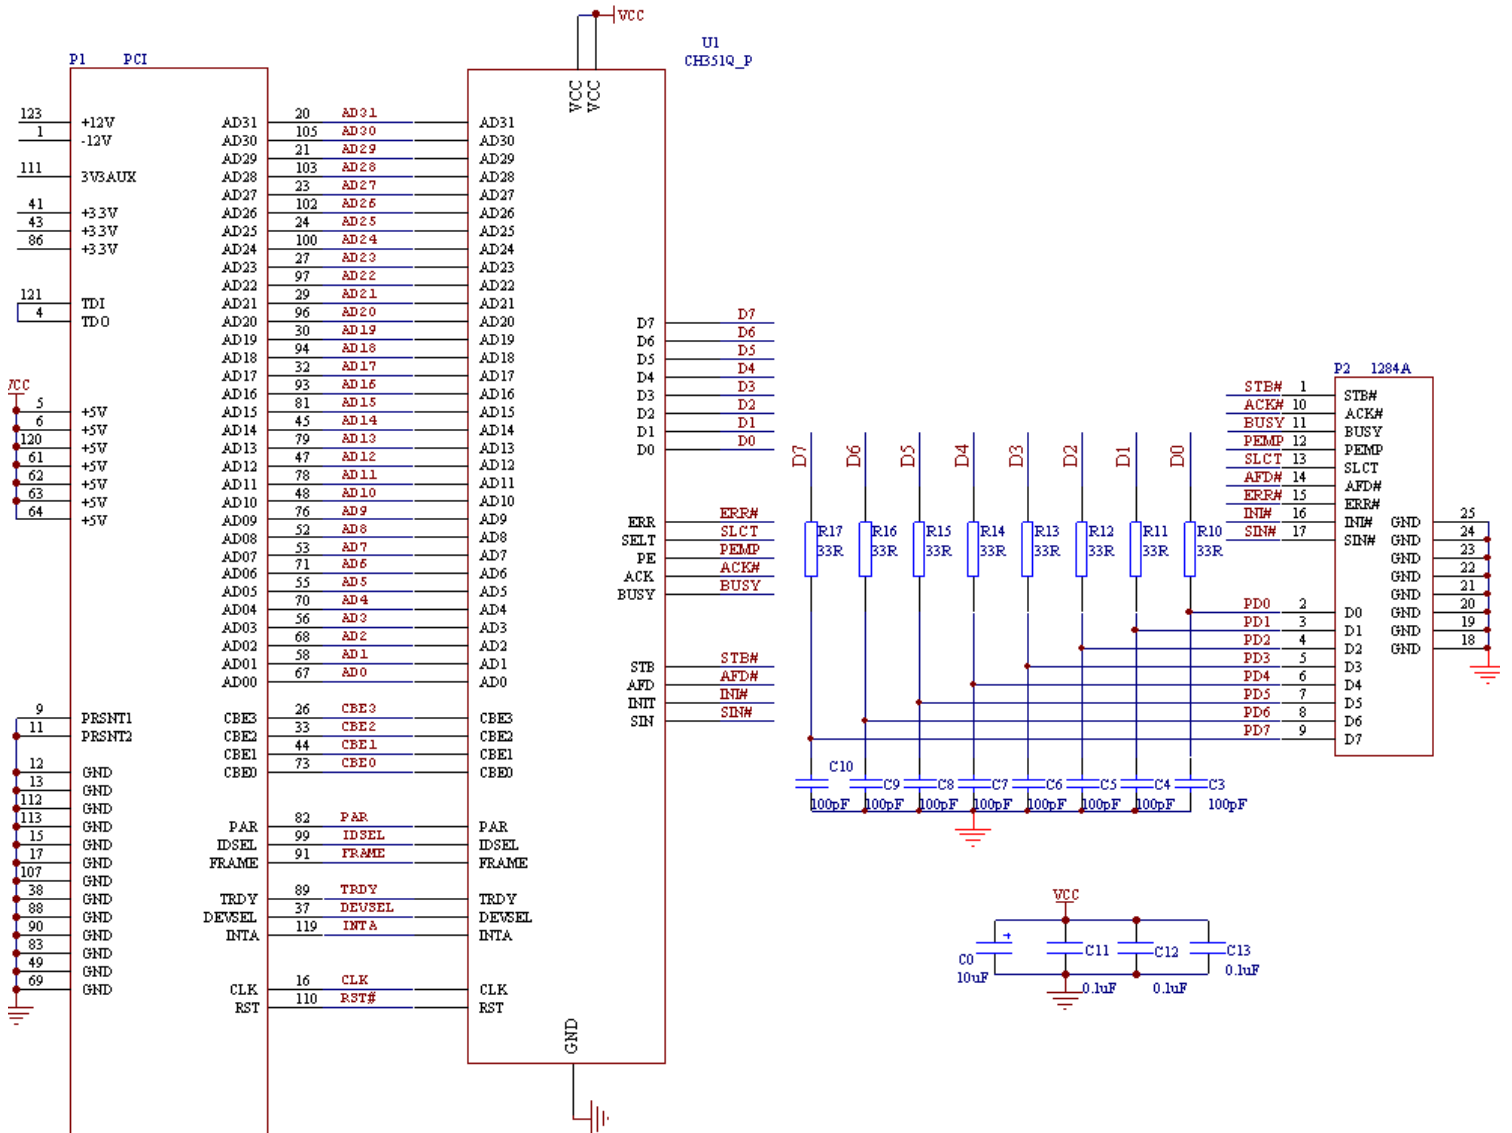 VCC
U1
CH351Q_P
P1 PCI
VCC VCC
123 +12V AD31 20 AD31 AD31
1 -12V AD30 105 AD30 AD30
AD29 21 AD29 AD29
111 3V3AUX AD28 103 AD28 AD28
AD27 23 AD27 AD27
41 +33V AD26 102 AD26 AD26
43 +33V AD25 24 AD25 AD25
86 +33V AD24 100 AD24 AD24
AD23 27 AD23 AD23
AD22 97 AD22 AD22
121 TDI AD21 29 AD21 AD21
4 TDO AD20 96 AD20 AD20
AD19 30 AD19 AD19
AD18 94 AD18 AD18
AD17 32 AD17 AD17
VCC
AD16 93 AD16 AD16
5 +5V AD15 81 AD15 AD15
6 +5V AD14 45 AD14 AD14
120 +5V AD13 79 AD13 AD13
61 +5V AD12 47 AD12 AD12
62 +5V AD11 78 AD11 AD11
63 +5V AD10 48 AD10 AD10
64 +5V AD09 76 AD9 AD9
AD08 52 AD8 AD8
AD07 53 AD7 AD7
AD06 71 AD6 AD6
AD05 55 AD5 AD5
AD04 70 AD4 AD4
AD03 56 AD3 AD3
AD02 68 AD2 AD2
AD01 58 AD1 AD1
AD00 67 AD0 AD0
9 PRSNT1 CBE3 26 CBE3 CBE3
11 PRSNT2 CBE2 33 CBE2 CBE2
CBE1 44 CBE1 CBE1
12 GND CBE0 73 CBE0 CBE0
13 GND
112 GND
113 GND PAR 82 PAR PAR
15 GND IDSEL 99 IDSEL IDSEL
17 GND FRAME 91 FRAME FRAME
107 GND
38 GND TRDY 89 TRDY TRDY
88 GND DEVSEL 37 DEVSEL DEVSEL
90 GND INTA 119 INTA INTA
83 GND
49 GND
69 GND CLK 16 CLK CLK
RST 110 RST# RST
GND
D7 D7
D6 D6
D5 D5
D4 D4
D3 D3
D2 D2
D1 D1
D0 D0
ERR ERR#
SELT SLCT
PE PEMP
ACK ACK#
BUSY BUSY
STB STB#
AFD AFD#
INIT INI#
SIN SIN#
D7 D6 D5 D4 D3 D2 D1 D0
R17 R16 R15 R14 R13 R12 R11 R10
33R 33R 33R 33R 33R 33R 33R 33R
C10 C9 C8 C7 C6 C5 C4 C3
100pF 100pF 100pF 100pF 100pF 100pF 100pF 100pF
P2 1284A
STB# 1 STB#
ACK# 10 ACK#
BUSY 11 BUSY
PEMP 12 PEMP
SLCT 13 SLCT
AFD# 14 AFD#
ERR# 15 ERR#
INI# 16 INI# GND 25
SIN# 17 SIN# GND 24
GND 23
GND 22
GND 21
PD0 2 D0 GND 20
PD1 3 D1 GND 19
PD2 4 D2 GND 18
PD3 5 D3
PD4 6 D4
PD5 7 D5
PD6 8 D6
PD7 9 D7
VCC
+
C0 C11 C12 C13
10uF 0.1uF 0.1uF 0.1uF